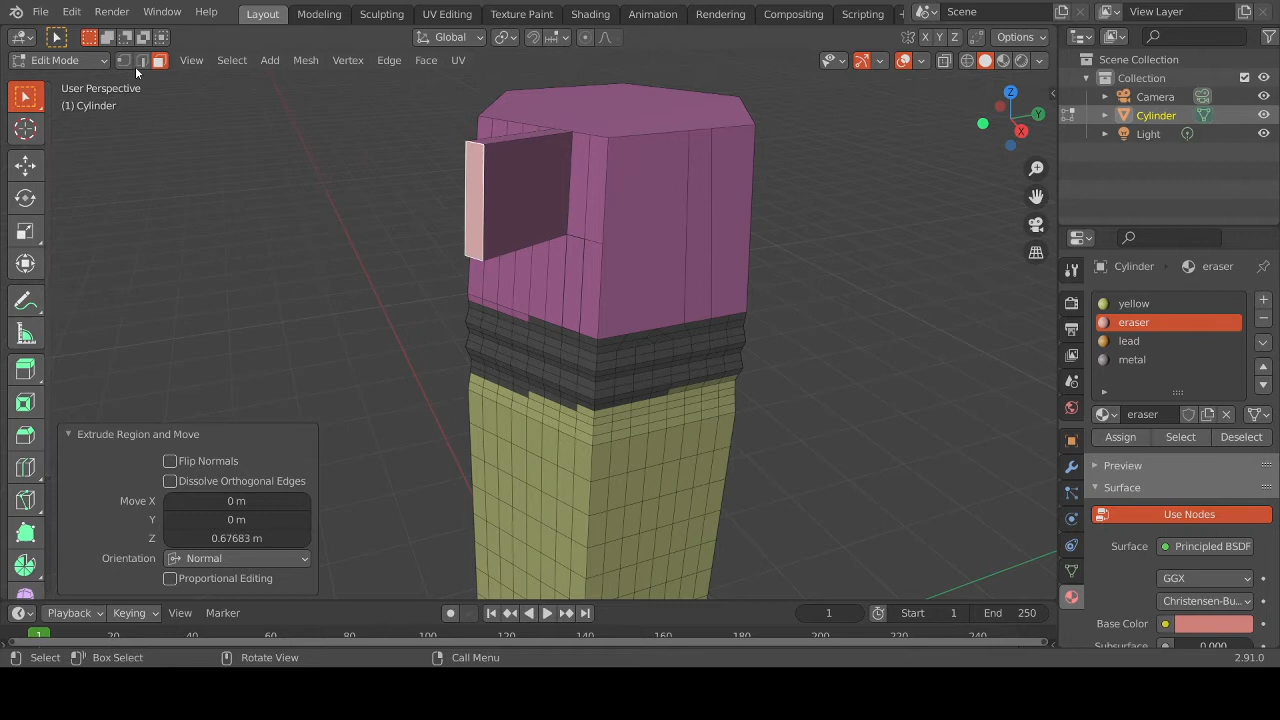 File Edit Render Window Help Layout Modeling Sculpting UV Editing Texture Paint Shading Animation Rendering Compositing Scripting Scene View Layer
Global X Y Z Options
Edit Mode View Select Add Mesh Vertex Edge Face UV
User Perspective
(1) Cylinder
Z
Y
X
Scene Collection
Collection
Camera
Cylinder
Light
Cylinder eraser
yellow
eraser
lead
metal
eraser
Assign Select Deselect
Preview
Surface
Use Nodes
Surface Principled BSDF
GGX
Christensen-Bu...
Base Color
Subsurface 0.000
Extrude Region and Move
Flip Normals
Dissolve Orthogonal Edges
Move X 0 m
Y 0 m
Z 0.67683 m
Orientation Normal
Proportional Editing
Playback Keying View Marker 1 Start 1 End 250
1 20 40 60 80 100 120 140 160 180 200 220 240
Select Box Select Rotate View Call Menu 2.91.0